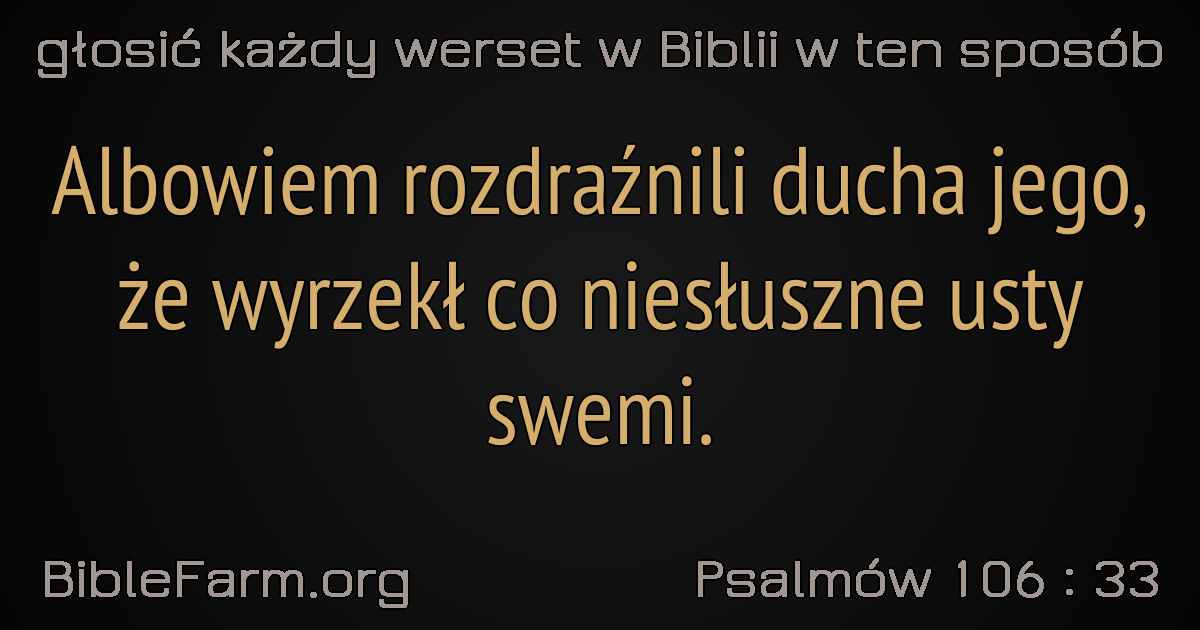 głosić każdy werset w Biblii w ten sposób
Albowiem rozdraźnili ducha jego,
że wyrzekł co niesłuszne usty
swemi.
BibleFarm.org
Psalmów 106 : 33